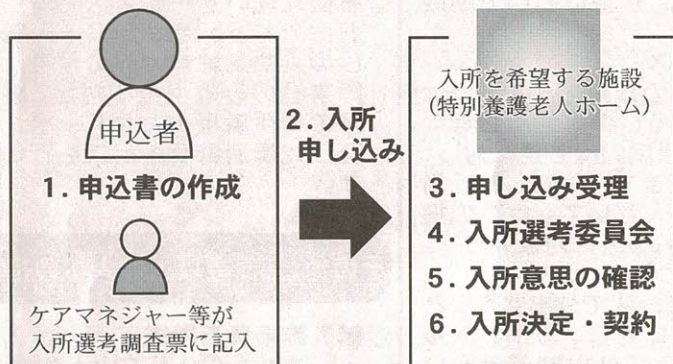 申込者
1. 申込書の作成
ケアマネジャー等が
入所選考調査票に記入
2. 入所
申し込み
入所を希望する施設
(特別養護老人ホーム)
3. 申し込み受理
4. 入所選考委員会
5. 入所意思の確認
6. 入所決定・契約